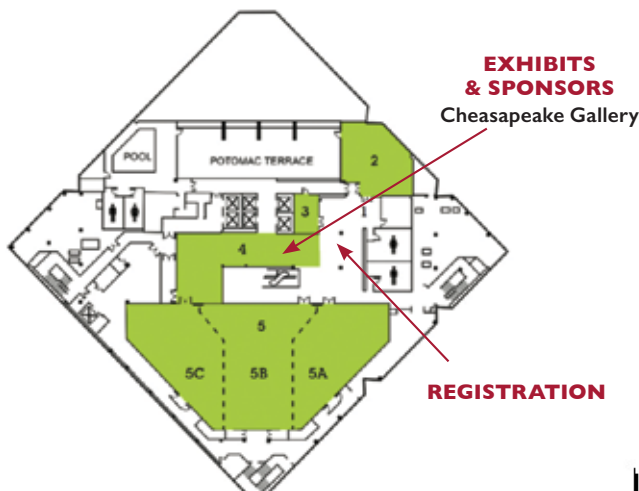 EXHIBITS
& SPONSORS
Cheasapeake Gallery
POOL
POTOMAC TERRACE
2
3
4
5
5C
5B
5A
REGISTRATION